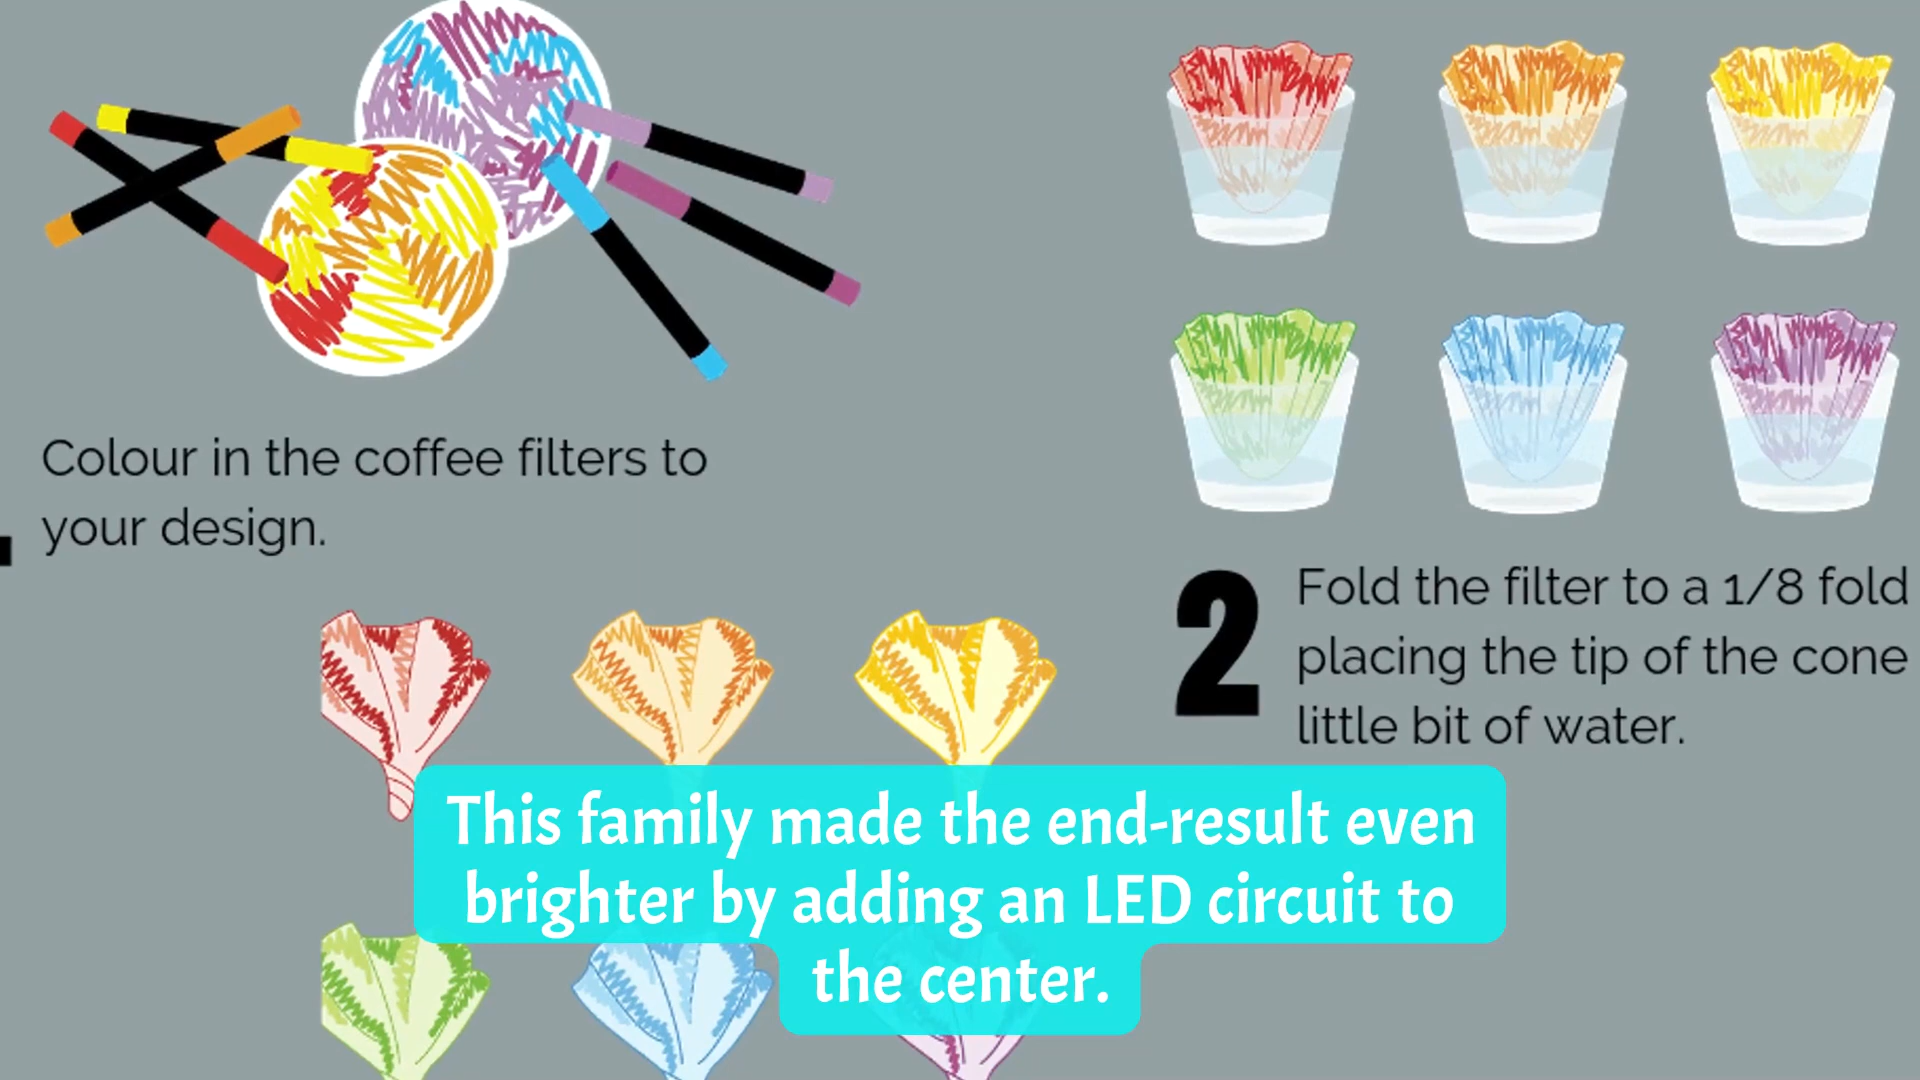 Colour in the coffee filters to
your design.
2
Fold the filter to a 1/8 fold
placing the tip of the cone
little bit of water.
This family made the end-result even
brighter by adding an LED circuit to
the center.